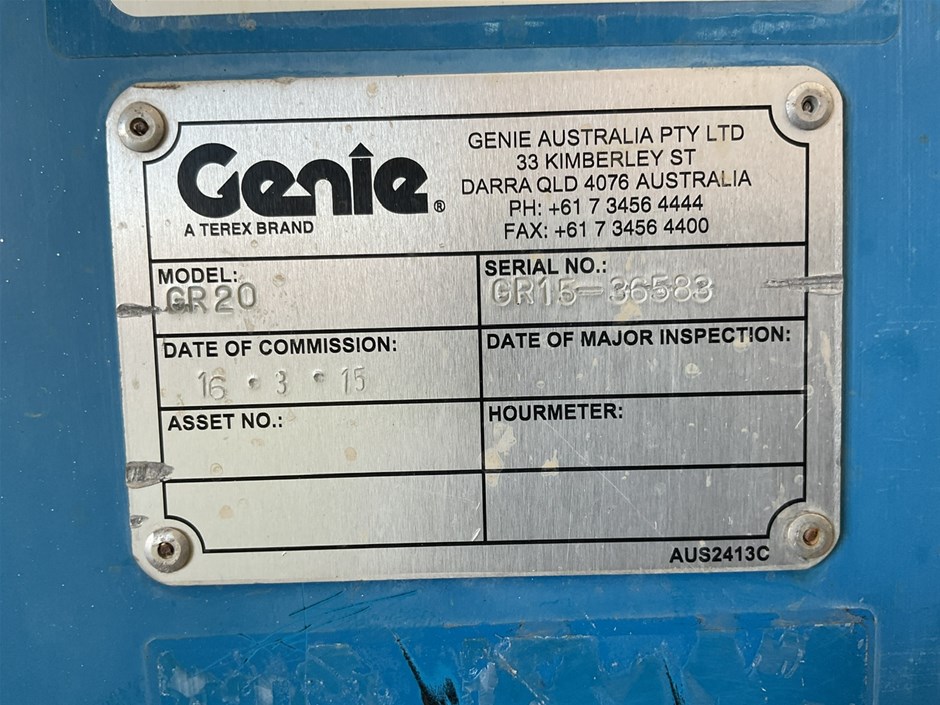 Genie®
A TEREX BRAND
GENIE AUSTRALIA PTY LTD
33 KIMBERLEY ST
DARRA QLD 4076 AUSTRALIA
PH: +61 7 3456 4444
FAX: +61 7 3456 4400
MODEL:
GR20
SERIAL NO.:
GR15-36583
DATE OF COMMISSION:
16 • 3 • 15
DATE OF MAJOR INSPECTION:
ASSET NO.:
HOURMETER:
AUS2413C